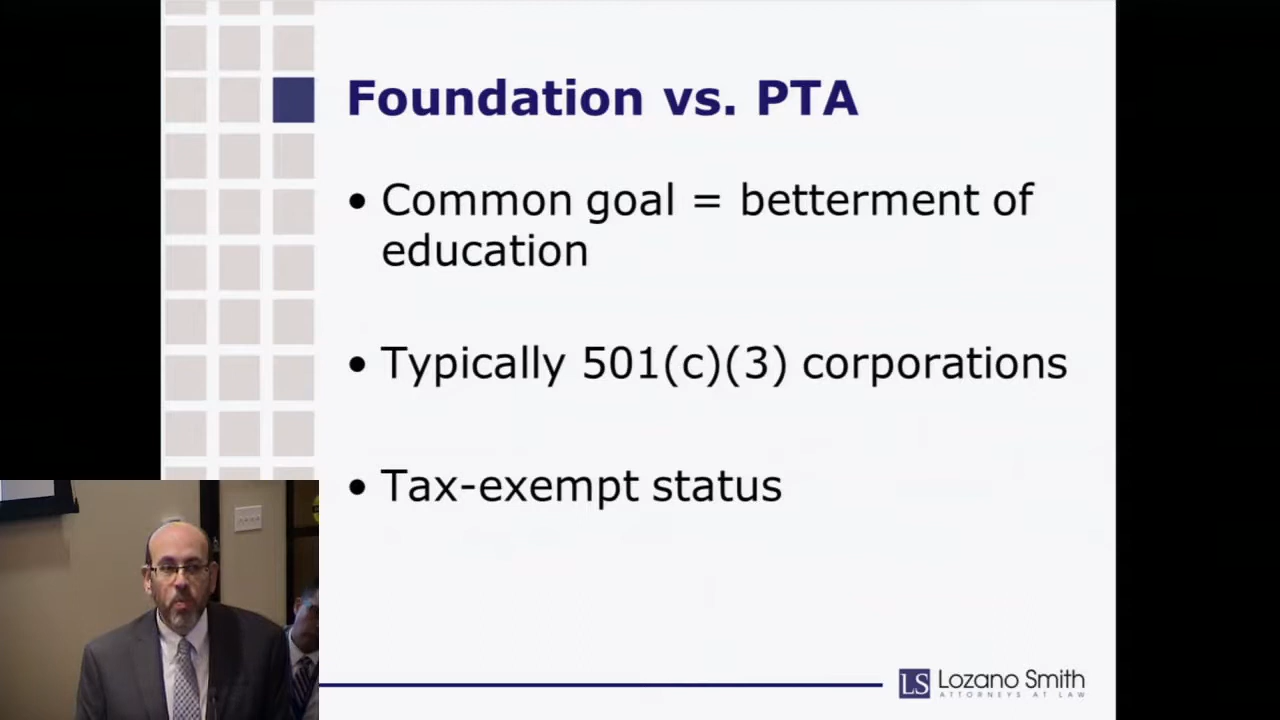 Foundation vs. PTA
• Common goal = betterment of
education
• Typically 501(c)(3) corporations
• Tax-exempt status
LS Lozano Smith
ATTORNEYS AT LAW